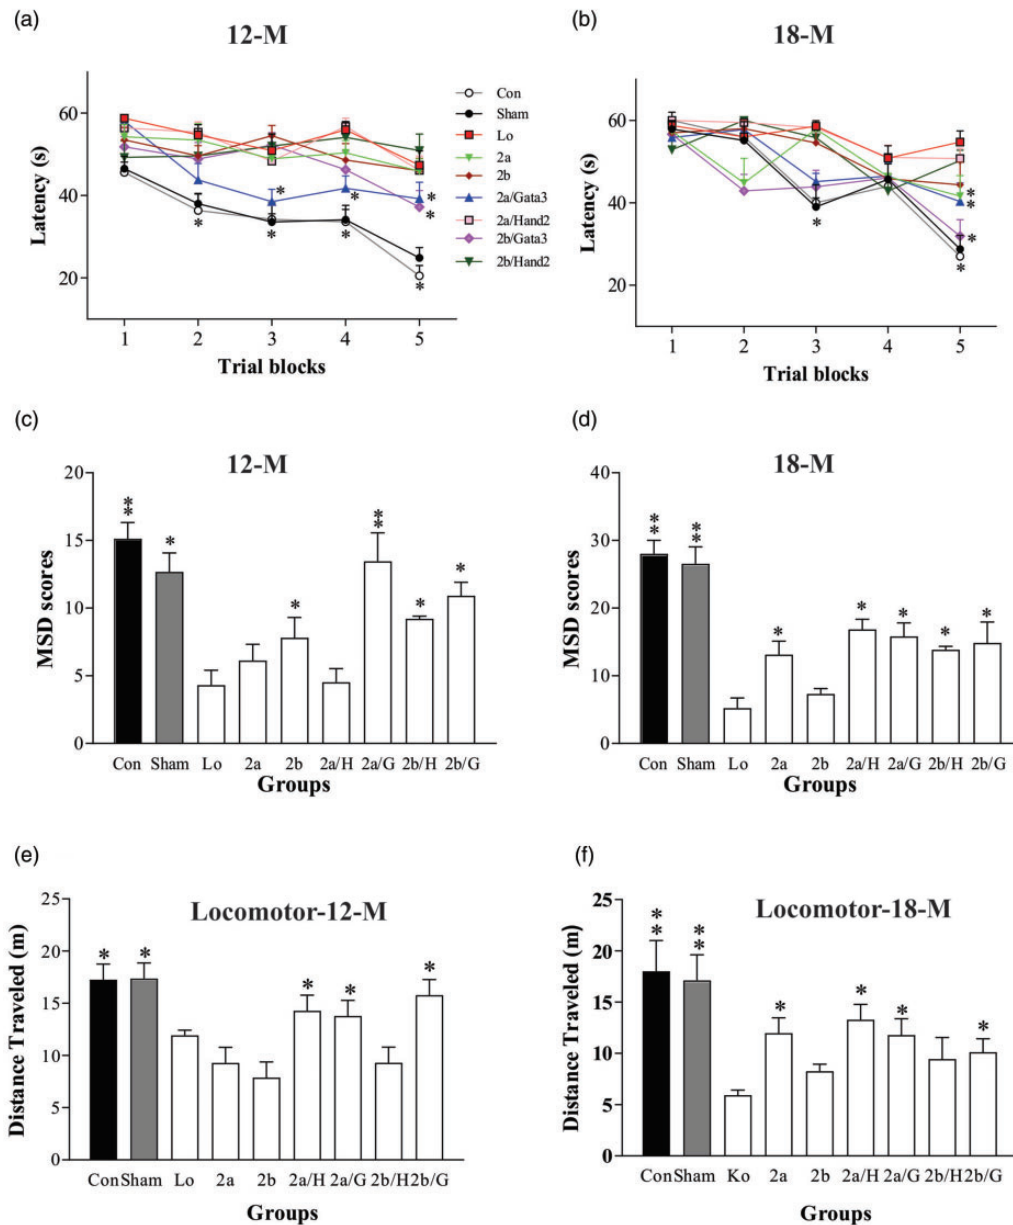 (a)
12-M
Latency (s)
60
40
20
1 2 3 4 5
Trial blocks
* * * * * * *
Con
Sham
Lo
2a
2b
2a/Gata3
2a/Hand2
2b/Gata3
2b/Hand2
(b)
18-M
Latency (s)
60
40
20
1 2 3 4 5
Trial blocks
* * * * *
(c)
12-M
MSD scores
20
15
10
5
0
** * * ** * *
Con Sham Lo 2a 2b 2a/H 2a/G 2b/H 2b/G
Groups
(d)
18-M
MSD scores
40
30
20
10
0
** ** * * * * *
Con Sham Lo 2a 2b 2a/H 2a/G 2b/H 2b/G
Groups
(e)
Locomotor-12-M
Distance Traveled (m)
25
20
15
10
5
0
* * * * *
Con Sham Lo 2a 2b 2a/H 2a/G 2b/H 2b/G
Groups
(f)
Locomotor-18-M
Distance Traveled (m)
25
20
15
10
5
0
** ** * * * *
Con Sham Ko 2a 2b 2a/H 2a/G 2b/H 2b/G
Groups